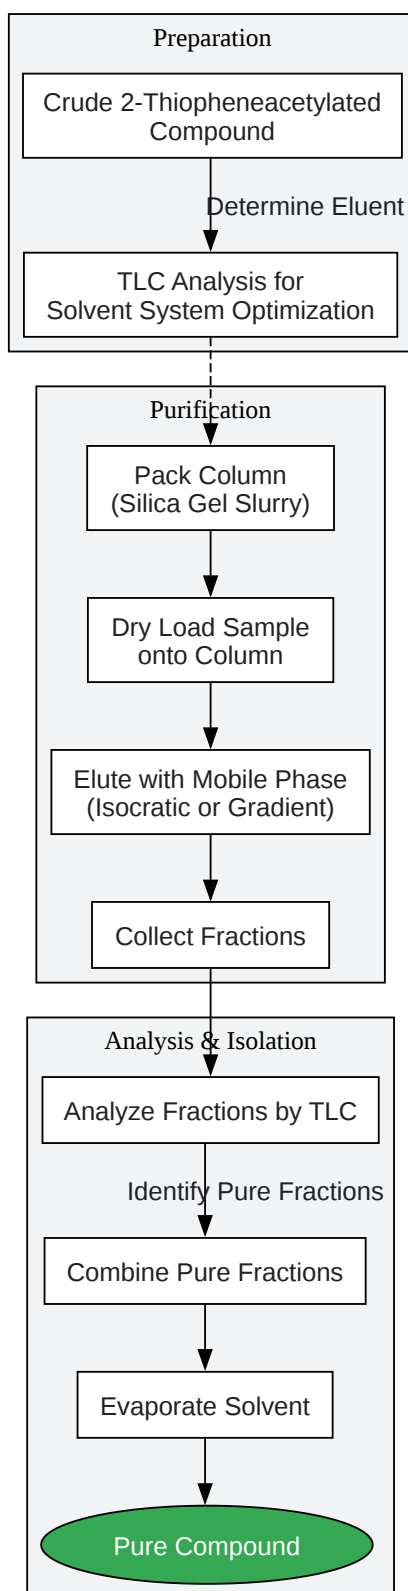 Preparation
Crude 2-Thiopheneacetylated
Compound
Determine Eluent
TLC Analysis for
Solvent System Optimization
Purification
Pack Column
(Silica Gel Slurry)
Dry Load Sample
onto Column
Elute with Mobile Phase
(Isocratic or Gradient)
Collect Fractions
Analysis & Isolation
Analyze Fractions by TLC
Identify Pure Fractions
Combine Pure Fractions
Evaporate Solvent
Pure Compound